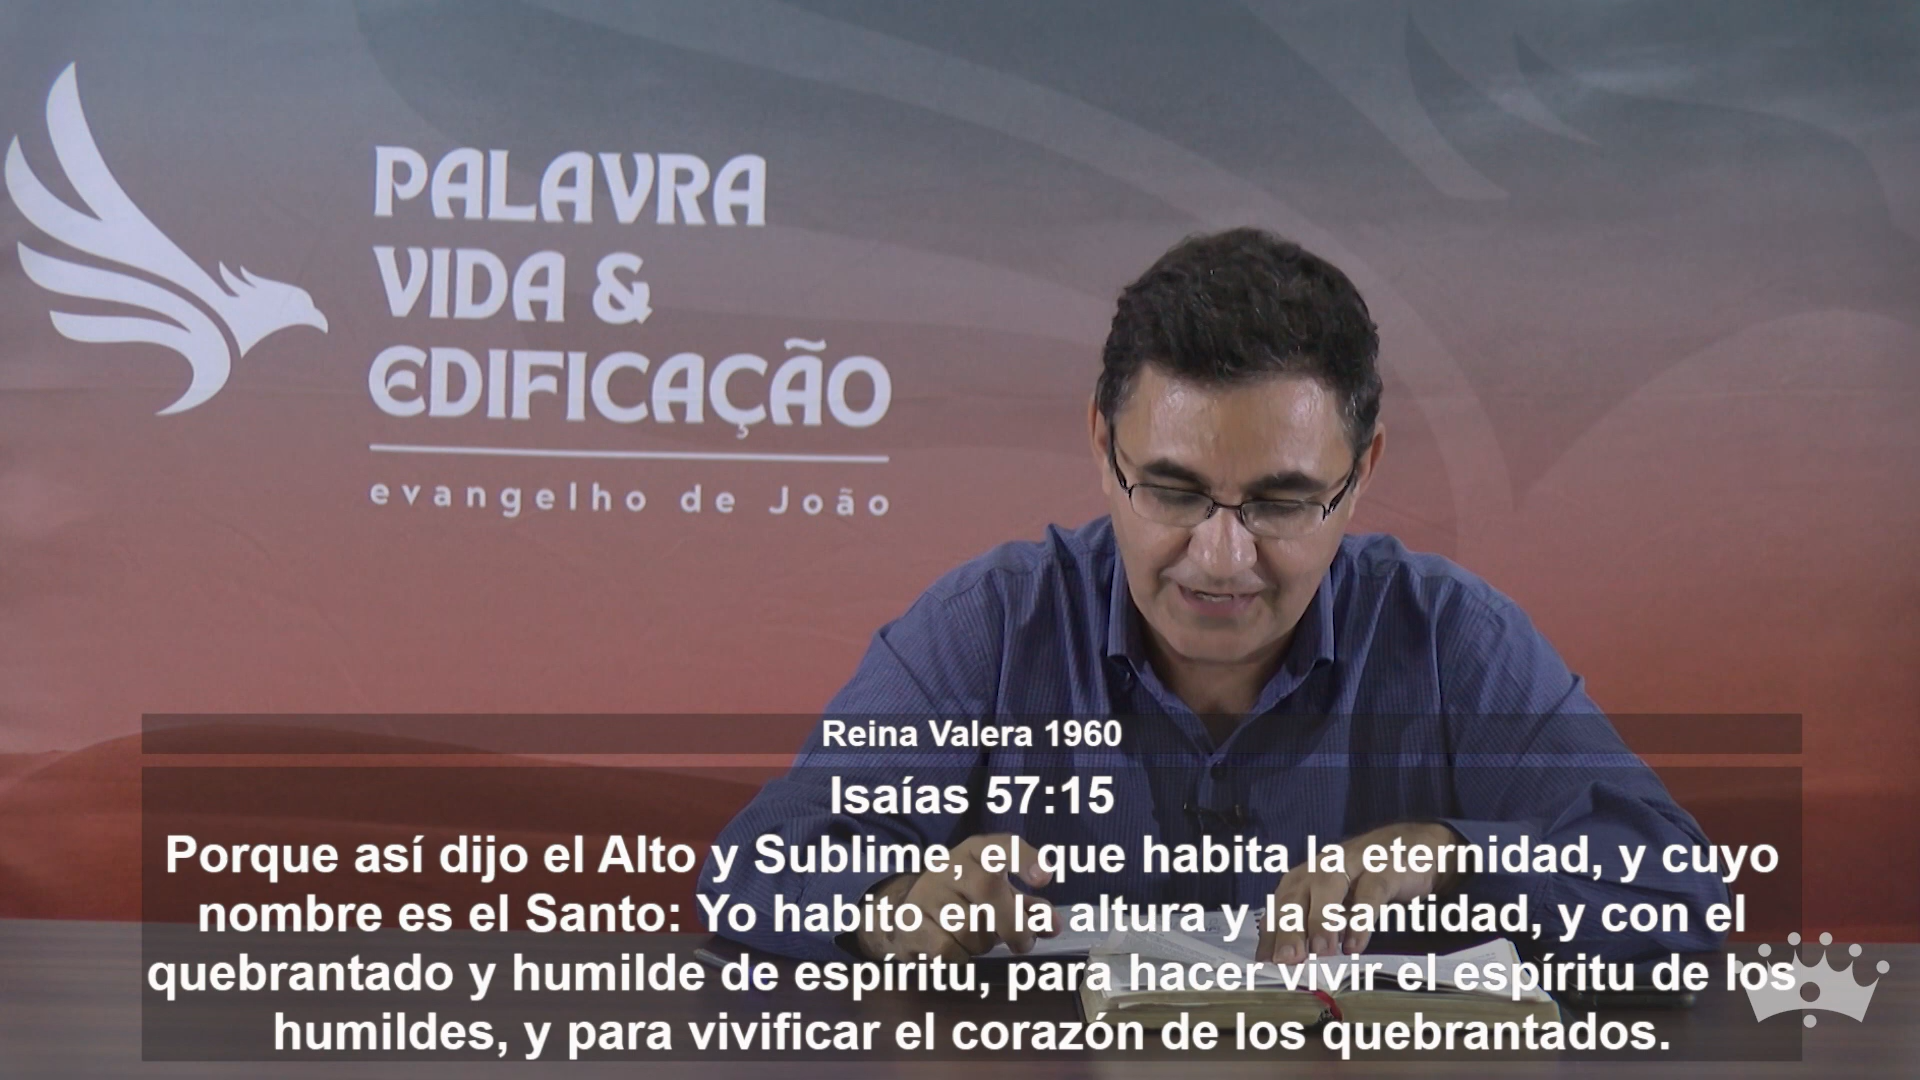 PALAVRA
VIDA &
EDIFICAÇÃO
evangelho de João
Reina Valera 1960
Isaías 57:15
Porque así dijo el Alto y Sublime, el que habita la eternidad, y cuyo
nombre es el Santo: Yo habito en la altura y la santidad, y con el
quebrantado y humilde de espíritu, para hacer vivir el espíritu de los
humildes, y para vivificar el corazón de los quebrantados.